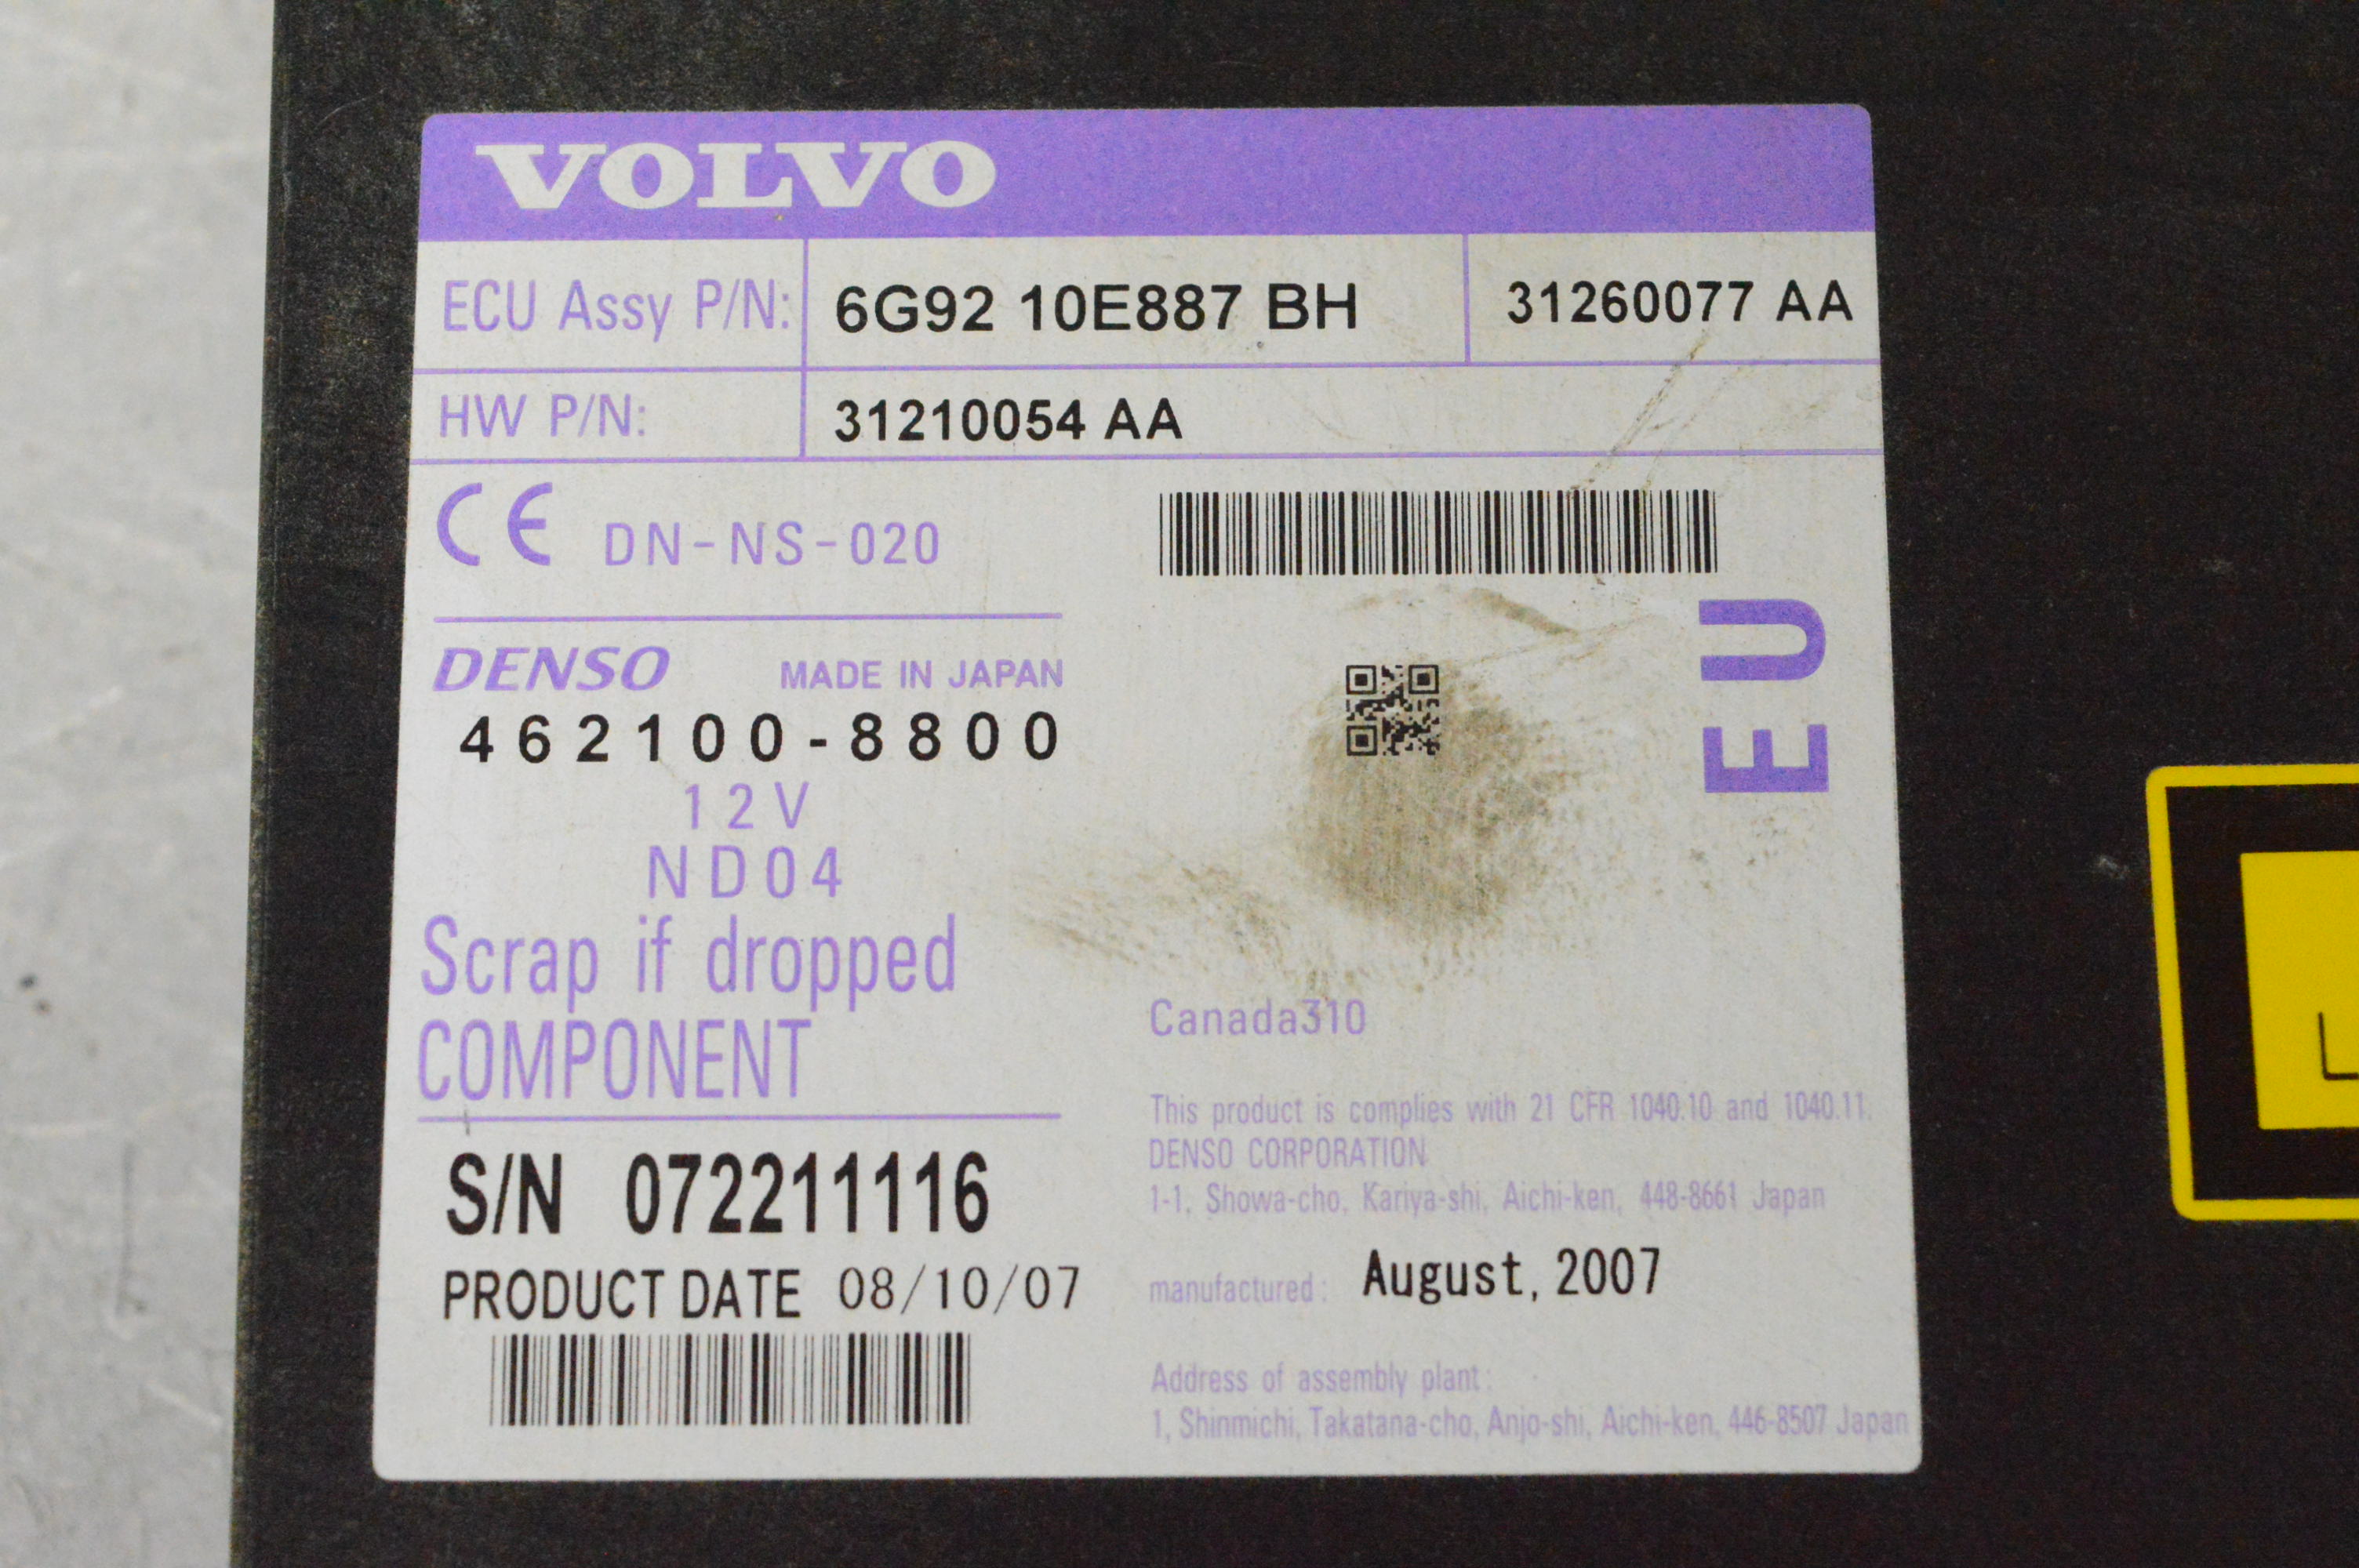 VOLVO
ECU Assy P/N: 6G92 10E887 BH 31260077 AA
HW P/N: 31210054 AA
CE DN-NS-020
EU
DENSO MADE IN JAPAN
462100-8800
12V
ND04
Scrap if dropped
COMPONENT
S/N 072211116
PRODUCT DATE 08/10/07
Canada310
This product is complies with 21 CFR 1040.10 and 1040.11.
DENSO CORPORATION
1-1, Showa-cho, Kariya-shi, Aichi-ken, 448-8661 Japan
manufactured: August, 2007
Address of assembly plant:
1, Shinmichi, Takatana-cho, Anjo-shi, Aichi-ken, 446-8507 Japan